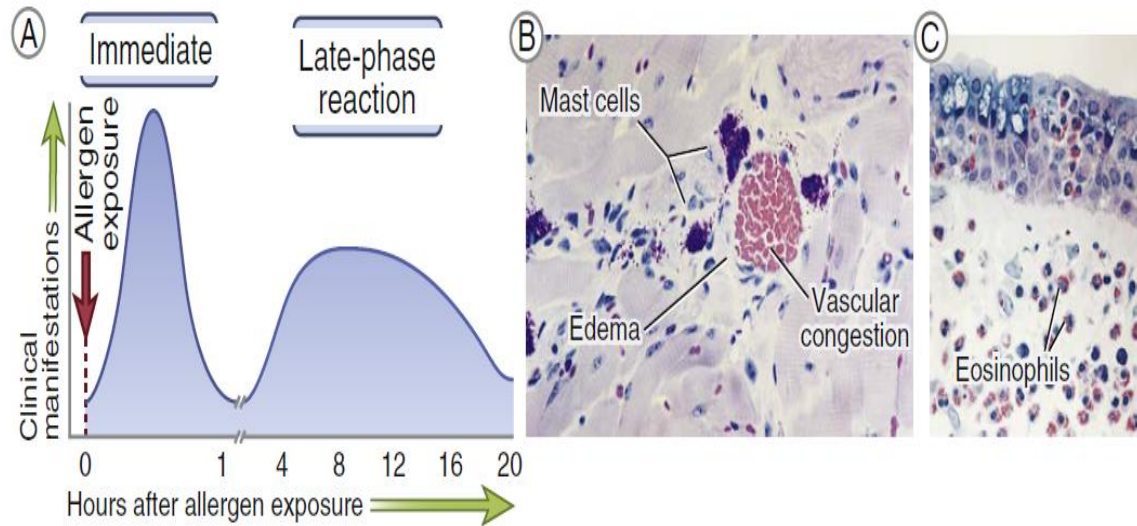 A
Immediate
Late-phase
reaction
Clinical
manifestations
Allergen
exposure
0 1 4 8 12 16 20
Hours after allergen exposure
B
Mast cells
Edema
Vascular
congestion
C
Eosinophils